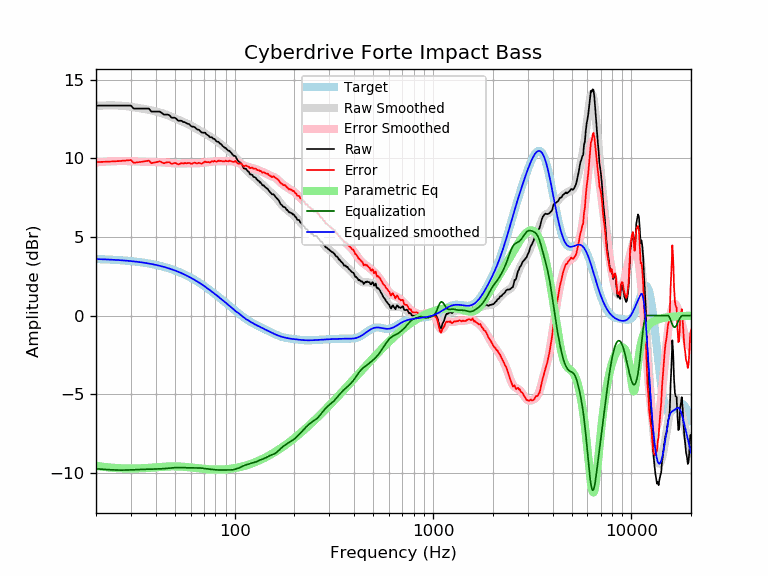 Cyberdrive Forte Impact Bass
Target
Raw Smoothed
Error Smoothed
Raw
Error
Parametric Eq
Equalization
Equalized smoothed
15
10
5
0
−5
−10
Amplitude (dBr)
100
1000
10000
Frequency (Hz)